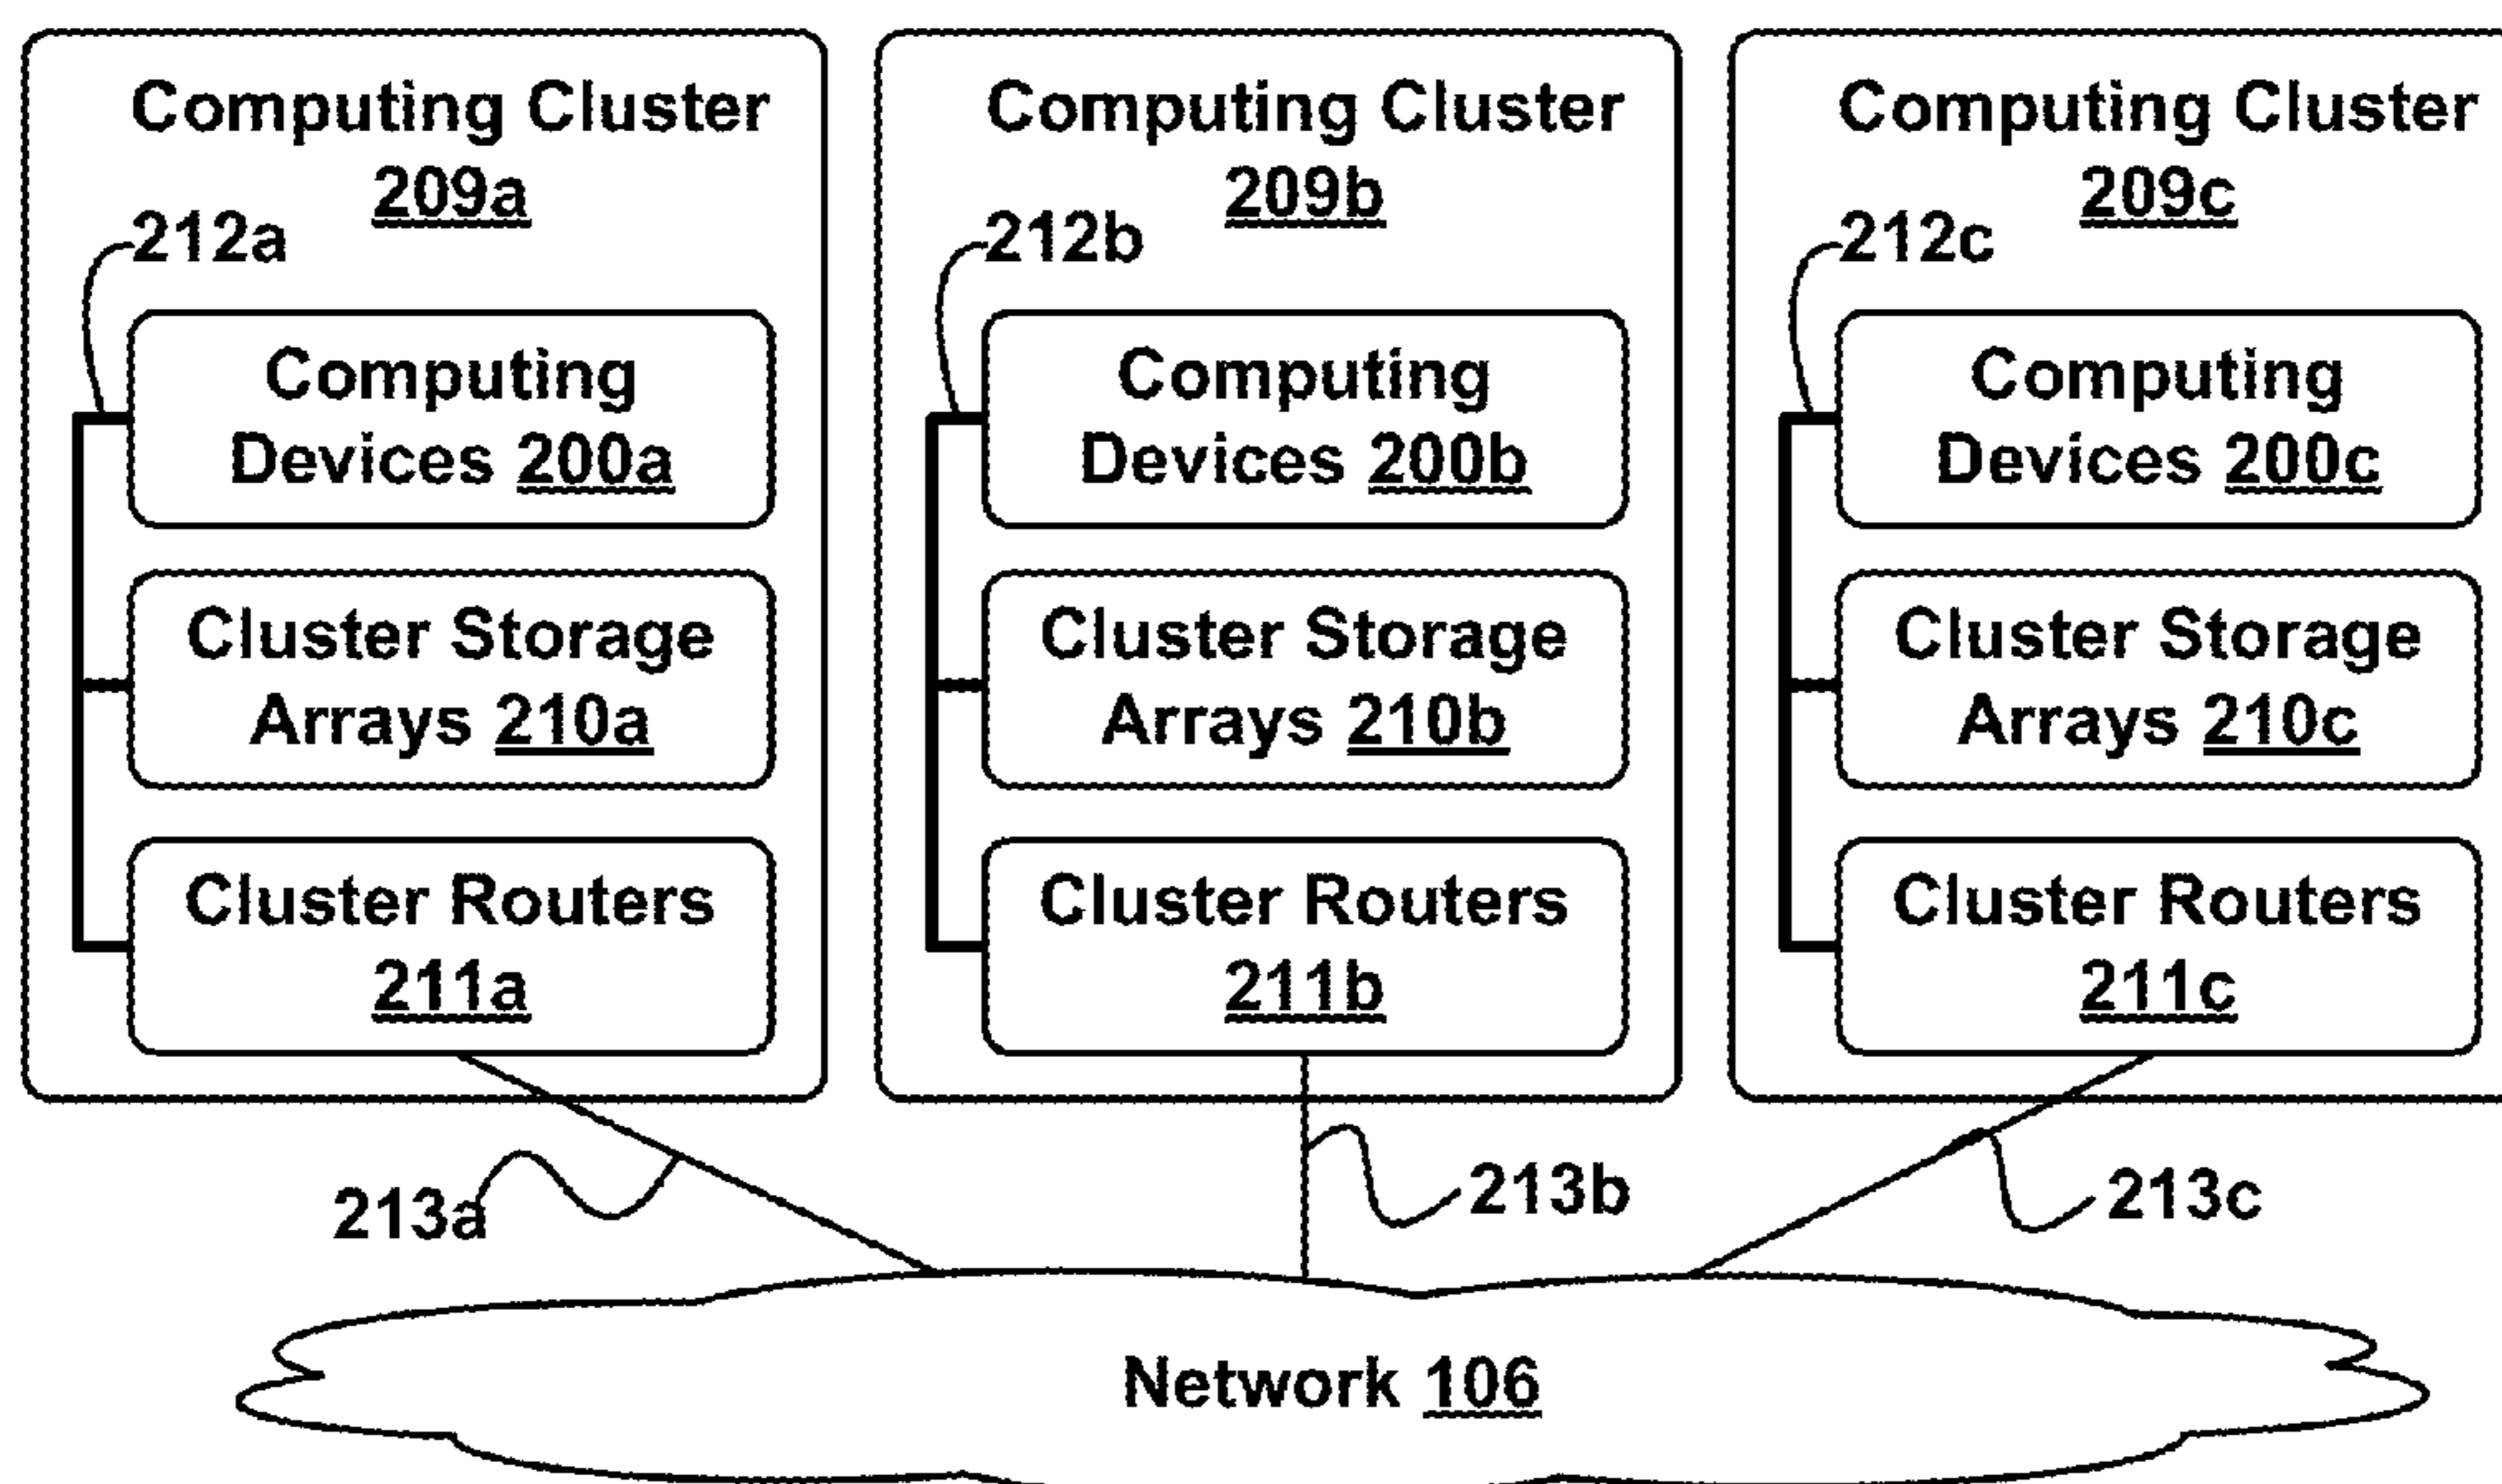 Computing Cluster
209a
212a
Computing
Devices 200a
Cluster Storage
Arrays 210a
Cluster Routers
211a
Computing Cluster
209b
212b
Computing
Devices 200b
Cluster Storage
Arrays 210b
Cluster Routers
211b
Computing Cluster
209c
212c
Computing
Devices 200c
Cluster Storage
Arrays 210c
Cluster Routers
211c
213a
213b
213c
Network 106